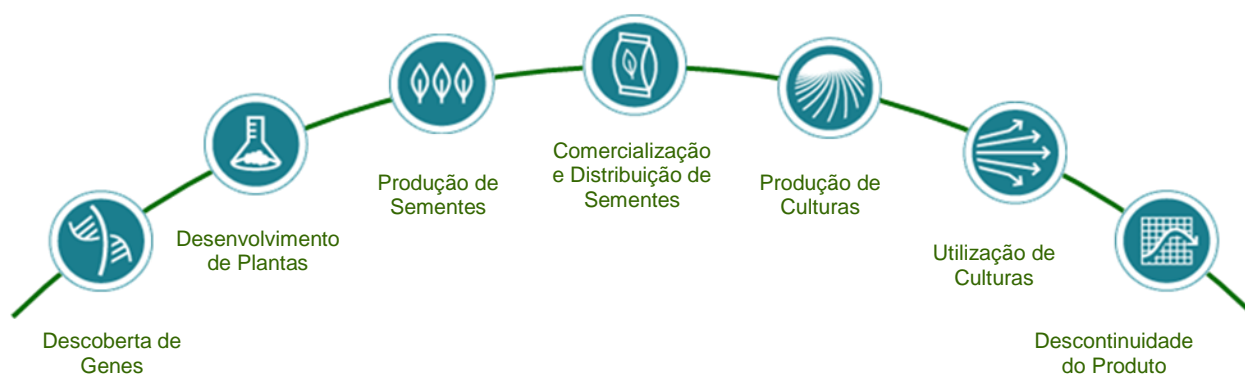 Descoberta de
Genes
Desenvolvimento
de Plantas
Produção de
Sementes
Comercialização
e Distribuição de
Sementes
Produção de
Culturas
Utilização de
Culturas
Descontinuidade
do Produto